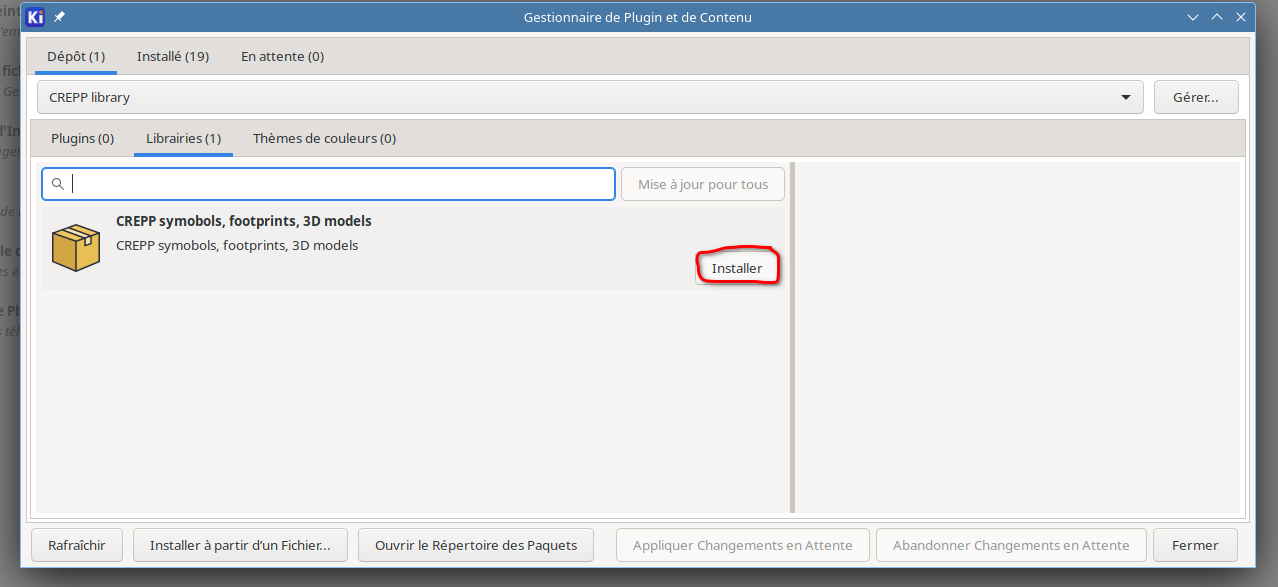 Ki
Gestionnaire de Plugin et de Contenu
Dépôt (1) Installé (19) En attente (0)
CREPP library Gérer...
Plugins (0) Librairies (1) Thèmes de couleurs (0)
Mise à jour pour tous
CREPP symobols, footprints, 3D models
CREPP symobols, footprints, 3D models
Installer
Rafraîchir Installer à partir d’un Fichier... Ouvrir le Répertoire des Paquets Appliquer Changements en Attente Abandonner Changements en Attente Fermer